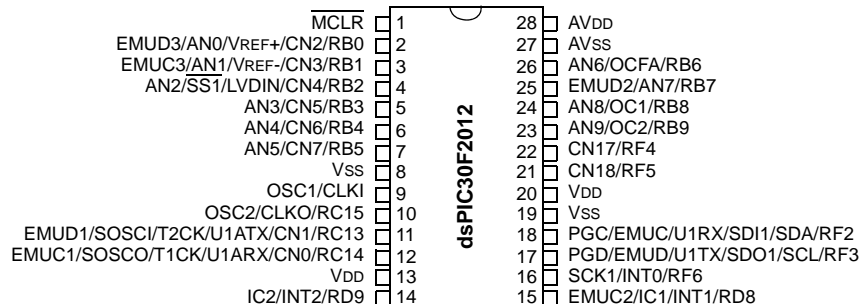 MCLR 1 28 AVDD
EMUD3/AN0/VREF+/CN2/RB0 2 27 AVSS
EMUC3/AN1/VREF-/CN3/RB1 3 26 AN6/OCFA/RB6
AN2/SS1/LVDIN/CN4/RB2 4 25 EMUD2/AN7/RB7
AN3/CN5/RB3 5 24 AN8/OC1/RB8
AN4/CN6/RB4 6 23 AN9/OC2/RB9
AN5/CN7/RB5 7 22 CN17/RF4
VSS 8 21 CN18/RF5
OSC1/CLKI 9 20 VDD
OSC2/CLKO/RC15 10 19 VSS
EMUD1/SOSCI/T2CK/U1ATX/CN1/RC13 11 18 PGC/EMUC/U1RX/SDI1/SDA/RF2
EMUC1/SOSCO/T1CK/U1ARX/CN0/RC14 12 17 PGD/EMUD/U1TX/SDO1/SCL/RF3
VDD 13 16 SCK1/INT0/RF6
IC2/INT2/RD9 14 15 EMUC2/IC1/INT1/RD8
dsPIC30F2012